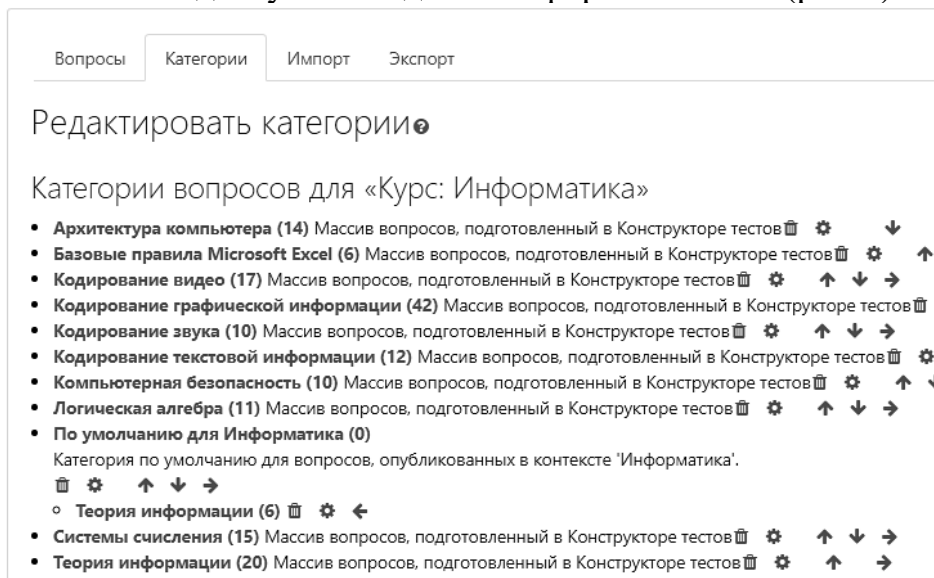 Вопросы Категории Импорт Экспорт
Редактировать категории
Категории вопросов для «Курс: Информатика»
Архитектура компьютера (14) Массив вопросов, подготовленный в Конструкторе тестов
Базовые правила Microsoft Excel (6) Массив вопросов, подготовленный в Конструкторе тестов
Кодирование видео (17) Массив вопросов, подготовленный в Конструкторе тестов
Кодирование графической информации (42) Массив вопросов, подготовленный в Конструкторе тестов
Кодирование звука (10) Массив вопросов, подготовленный в Конструкторе тестов
Кодирование текстовой информации (12) Массив вопросов, подготовленный в Конструкторе тестов
Компьютерная безопасность (10) Массив вопросов, подготовленный в Конструкторе тестов
Логическая алгебра (11) Массив вопросов, подготовленный в Конструкторе тестов
По умолчанию для Информатика (0)
Категория по умолчанию для вопросов, опубликованных в контексте 'Информатика'.
Теория информации (6)
Системы счисления (15) Массив вопросов, подготовленный в Конструкторе тестов
Теория информации (20) Массив вопросов, подготовленный в Конструкторе тестов